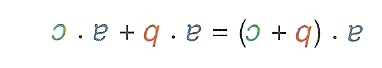 a · (b + c) = a · b + a · c